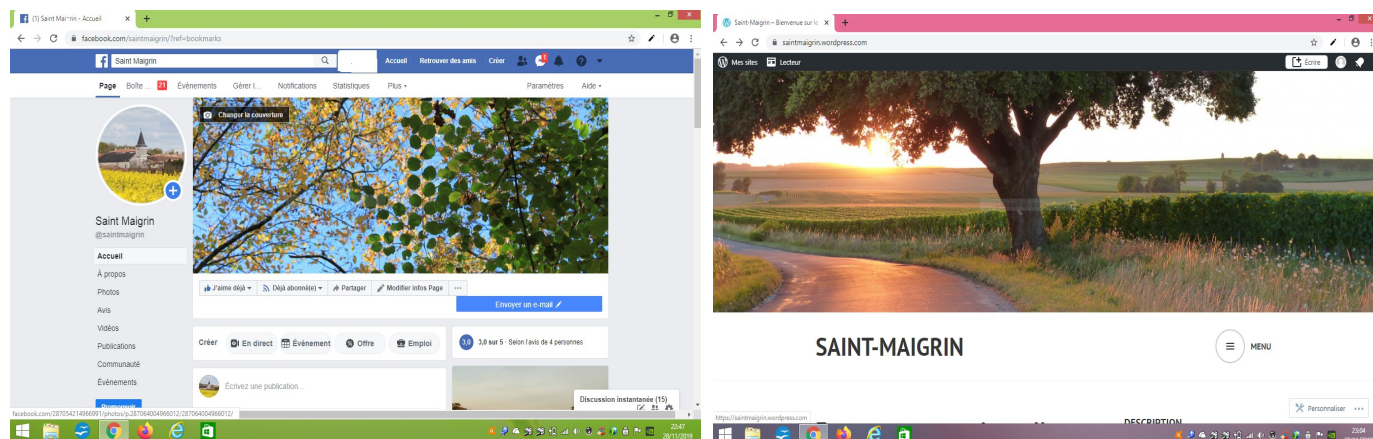 (1) Saint Maigrin - Accueil
facebook.com/saintmaigrin/?ref=bookmarks
Saint Maigrin
Accueil Retrouver des amis Créer
Page Boîte ... 21 Évènements Gérer l... Notifications Statistiques Plus Paramètres Aide
Changer la couverture
Saint Maigrin
@saintmaigrin
Accueil
À propos
Photos
Avis
Vidéos
Publications
Communauté
Évènements
J'aime déjà Déjà abonné(e) Partager Modifier infos Page ...
Envoyer un e-mail
Créer En direct Évènement Offre Emploi
3,0 3,0 sur 5 · Selon l'avis de 4 personnes
Écrivez une publication...
Discussion instantanée (15)
facebook.com/287054214966991/photos/p.287064004966012/287064004966012/
22:47
28/11/2019
Saint-Maigrin – Bienvenue sur le
saintmaigrin.wordpress.com
Mes sites Lecteur Écrire
SAINT-MAIGRIN
MENU
https://saintmaigrin.wordpress.com
DESCRIPTION
Personnaliser ...
23:04